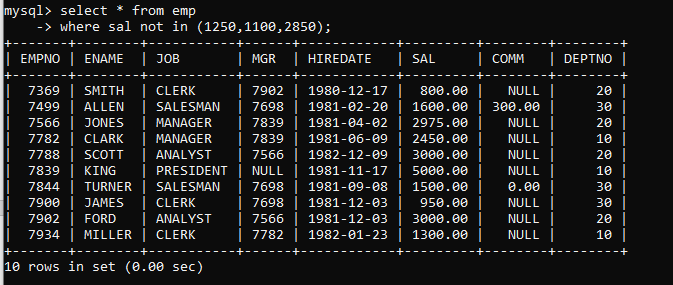 mysql> select * from emp
    -> where sal not in (1250,1100,2850);
+-------+--------+-----------+------+------------+---------+--------+--------+
| EMPNO | ENAME  | JOB       | MGR  | HIREDATE   | SAL     | COMM   | DEPTNO |
+-------+--------+-----------+------+------------+---------+--------+--------+
|  7369 | SMITH  | CLERK     | 7902 | 1980-12-17 |  800.00 |   NULL |     20 |
|  7499 | ALLEN  | SALESMAN  | 7698 | 1981-02-20 | 1600.00 | 300.00 |     30 |
|  7566 | JONES  | MANAGER   | 7839 | 1981-04-02 | 2975.00 |   NULL |     20 |
|  7782 | CLARK  | MANAGER   | 7839 | 1981-06-09 | 2450.00 |   NULL |     10 |
|  7788 | SCOTT  | ANALYST   | 7566 | 1982-12-09 | 3000.00 |   NULL |     20 |
|  7839 | KING   | PRESIDENT | NULL | 1981-11-17 | 5000.00 |   NULL |     10 |
|  7844 | TURNER | SALESMAN  | 7698 | 1981-09-08 | 1500.00 |   0.00 |     30 |
|  7900 | JAMES  | CLERK     | 7698 | 1981-12-03 |  950.00 |   NULL |     30 |
|  7902 | FORD   | ANALYST   | 7566 | 1981-12-03 | 3000.00 |   NULL |     20 |
|  7934 | MILLER | CLERK     | 7782 | 1982-01-23 | 1300.00 |   NULL |     10 |
+-------+--------+-----------+------+------------+---------+--------+--------+
10 rows in set (0.00 sec)